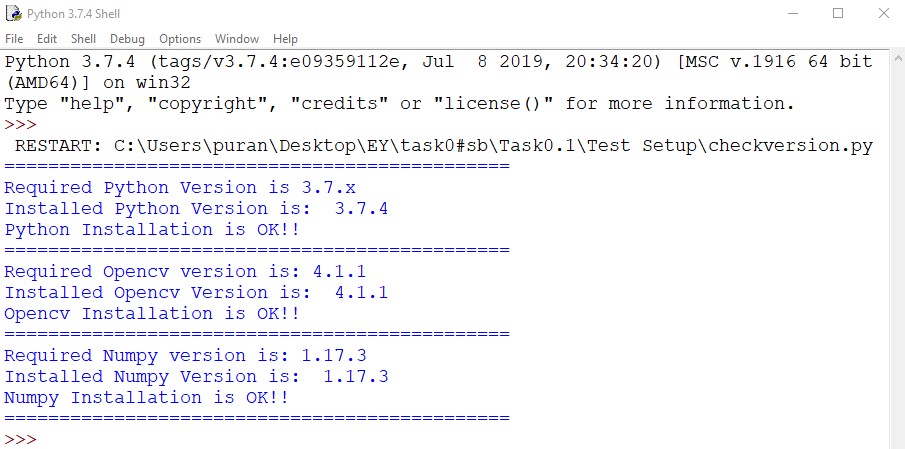 Python 3.7.4 Shell
File Edit Shell Debug Options Window Help
Python 3.7.4 (tags/v3.7.4:e09359112e, Jul  8 2019, 20:34:20) [MSC v.1916 64 bit
(AMD64)] on win32
Type "help", "copyright", "credits" or "license()" for more information.
>>>
 RESTART: C:\Users\puran\Desktop\EY\task0#sb\Task0.1\Test Setup\checkversion.py
==============================================
Required Python Version is 3.7.x
Installed Python Version is:  3.7.4
Python Installation is OK!!
==============================================
Required Opencv version is: 4.1.1
Installed Opencv Version is:  4.1.1
Opencv Installation is OK!!
==============================================
Required Numpy version is: 1.17.3
Installed Numpy Version is:  1.17.3
Numpy Installation is OK!!
==============================================
>>>